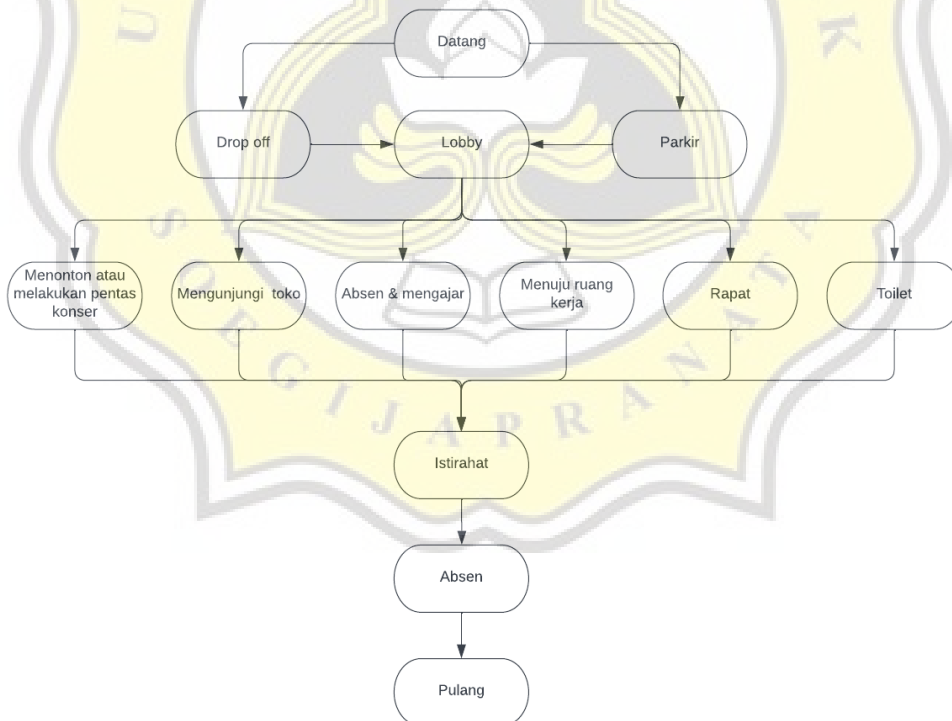 Datang
Drop off
Lobby
Parkir
Menonton atau
melakukan pentas
konser
Mengunjungi toko
Absen & mengajar
Menuju ruang
kerja
Rapat
Toilet
Istirahat
Absen
Pulang
U
K
SOEGIJAPRANATA